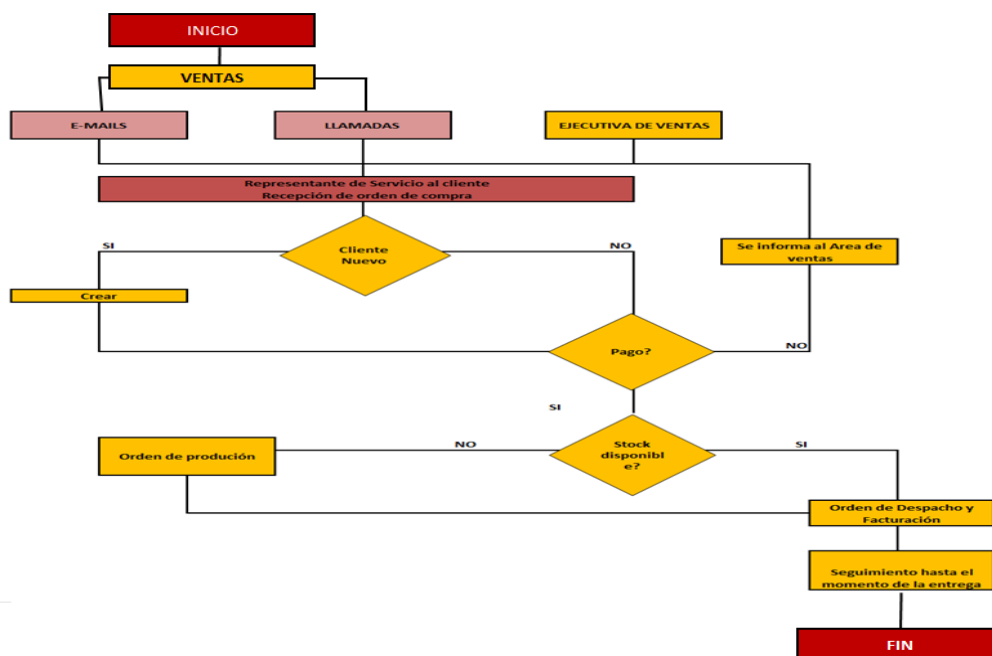 INICIO
VENTAS
E-MAILS
LLAMADAS
EJECUTIVA DE VENTAS
Representante de Servicio al cliente
Recepción de orden de compra
SI
Cliente
Nuevo
NO
Se informa al Area de
ventas
Crear
Pago?
NO
SI
Orden de produción
NO
Stock
disponibl
e?
SI
Orden de Despacho y
Facturación
Seguimiento hasta el
momento de la entrega
FIN